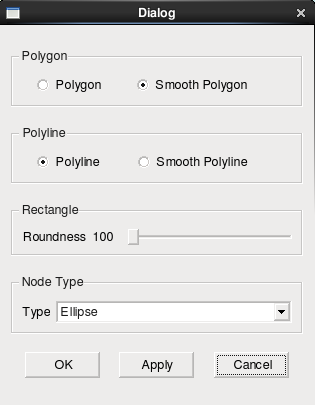 Dialog
Polygon
Polygon Smooth Polygon
Polyline
Polyline Smooth Polyline
Rectangle
Roundness 100
Node Type
Type Ellipse
OK Apply Cancel